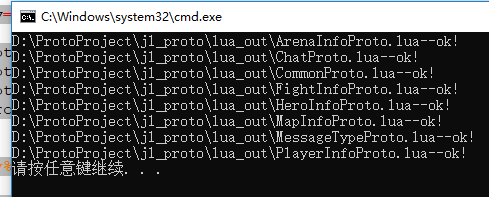 C:\Windows\system32\cmd.exe
D:\ProtoProject\jl_proto\lua_out\ArenaInfoProto.lua--ok!
D:\ProtoProject\jl_proto\lua_out\ChatProto.lua--ok!
D:\ProtoProject\jl_proto\lua_out\CommonProto.lua--ok!
D:\ProtoProject\jl_proto\lua_out\FightInfoProto.lua--ok!
D:\ProtoProject\jl_proto\lua_out\HeroInfoProto.lua--ok!
D:\ProtoProject\jl_proto\lua_out\MapInfoProto.lua--ok!
D:\ProtoProject\jl_proto\lua_out\MessageTypeProto.lua--ok!
D:\ProtoProject\jl_proto\lua_out\PlayerInfoProto.lua--ok!
请按任意键继续. . .